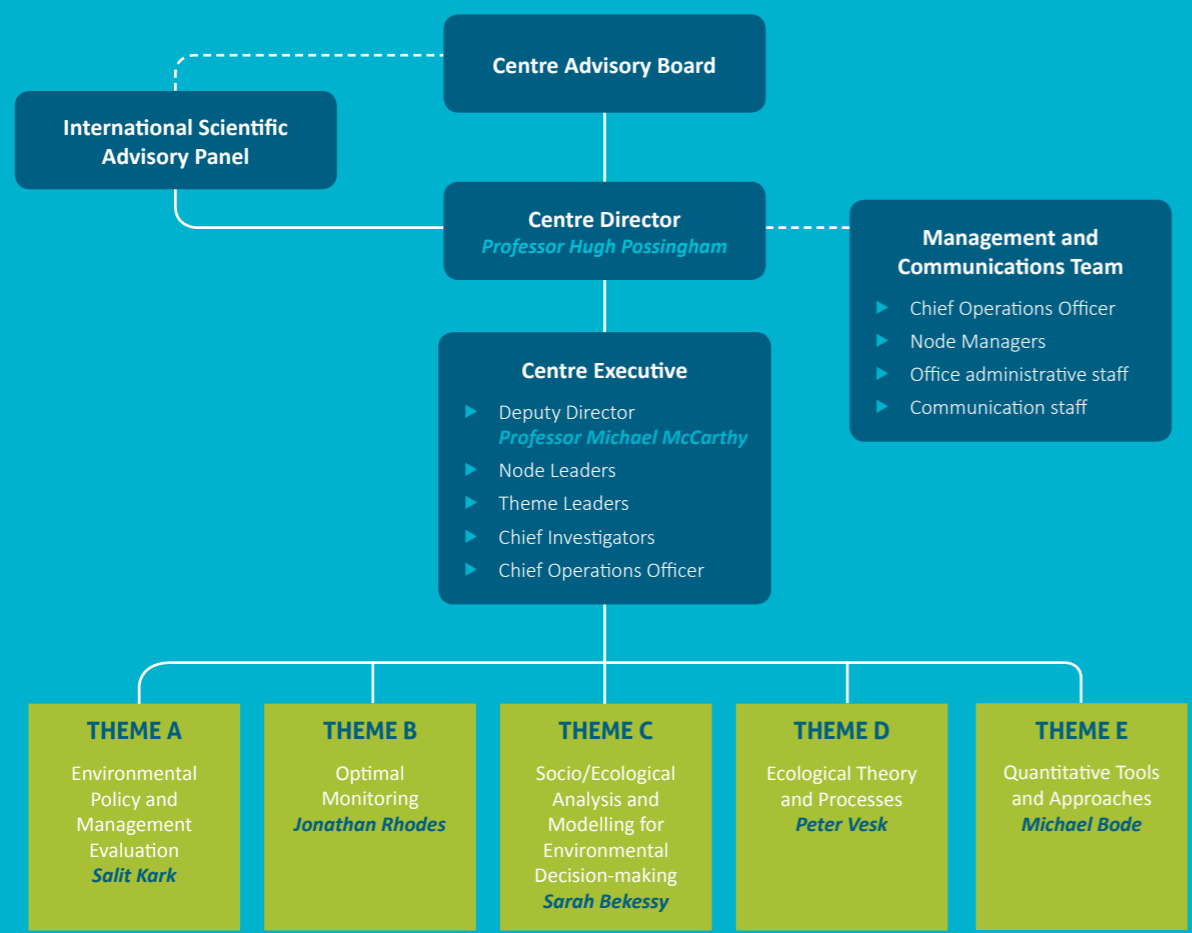 Centre Advisory Board
International Scientific
Advisory Panel
Centre Director
Professor Hugh Possingham
Management and
Communications Team
Chief Operations Officer
Node Managers
Office administrative staff
Communication staff
Centre Executive
Deputy Director
Professor Michael McCarthy
Node Leaders
Theme Leaders
Chief Investigators
Chief Operations Officer
THEME A
Environmental
Policy and
Management
Evaluation
Salit Kark
THEME B
Optimal
Monitoring
Jonathan Rhodes
THEME C
Socio/Ecological
Analysis and
Modelling for
Environmental
Decision-making
Sarah Bekessy
THEME D
Ecological Theory
and Processes
Peter Vesk
THEME E
Quantitative Tools
and Approaches
Michael Bode